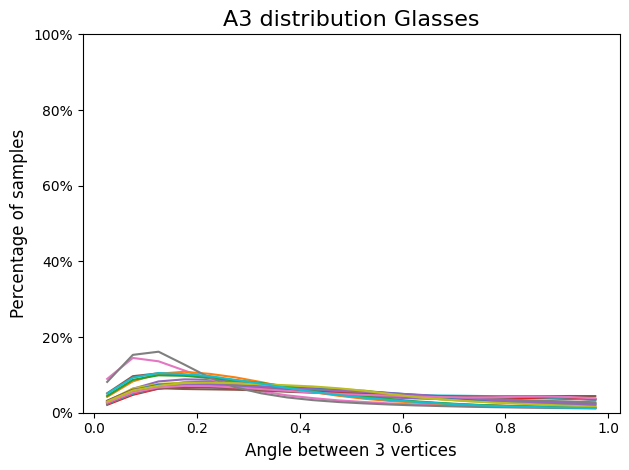 A3 distribution Glasses
100%
80%
60%
40%
20%
0%
Percentage of samples
0.0 0.2 0.4 0.6 0.8 1.0
Angle between 3 vertices